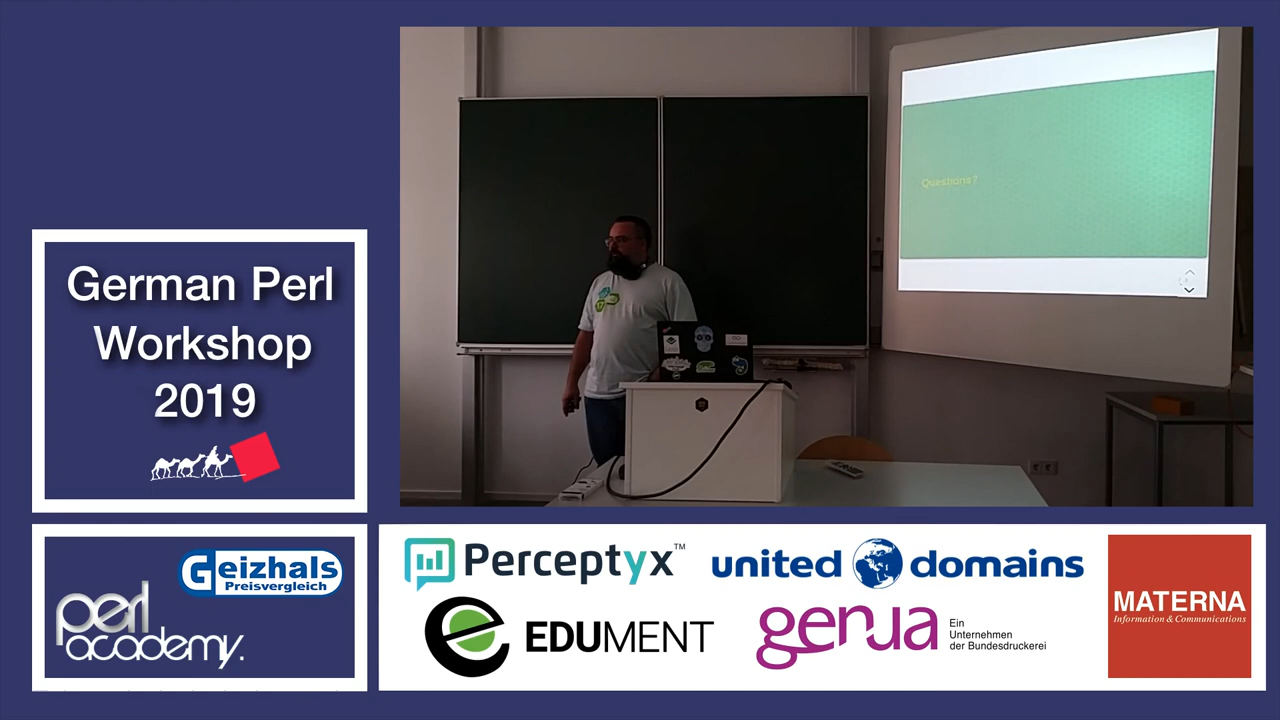 German Perl
Workshop
2019
Questions?
Geizhals
Preisvergleich
perl
academy.
Perceptyx™
united domains
EDUMENT
genua
Ein
Unternehmen
der Bundesdruckerei
MATERNA
Information & Communications